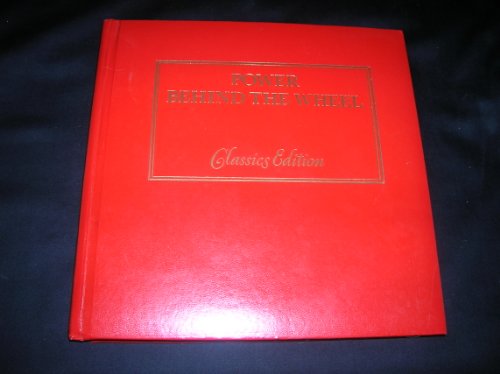 POWER
BEHIND THE WHEEL
Classics Edition